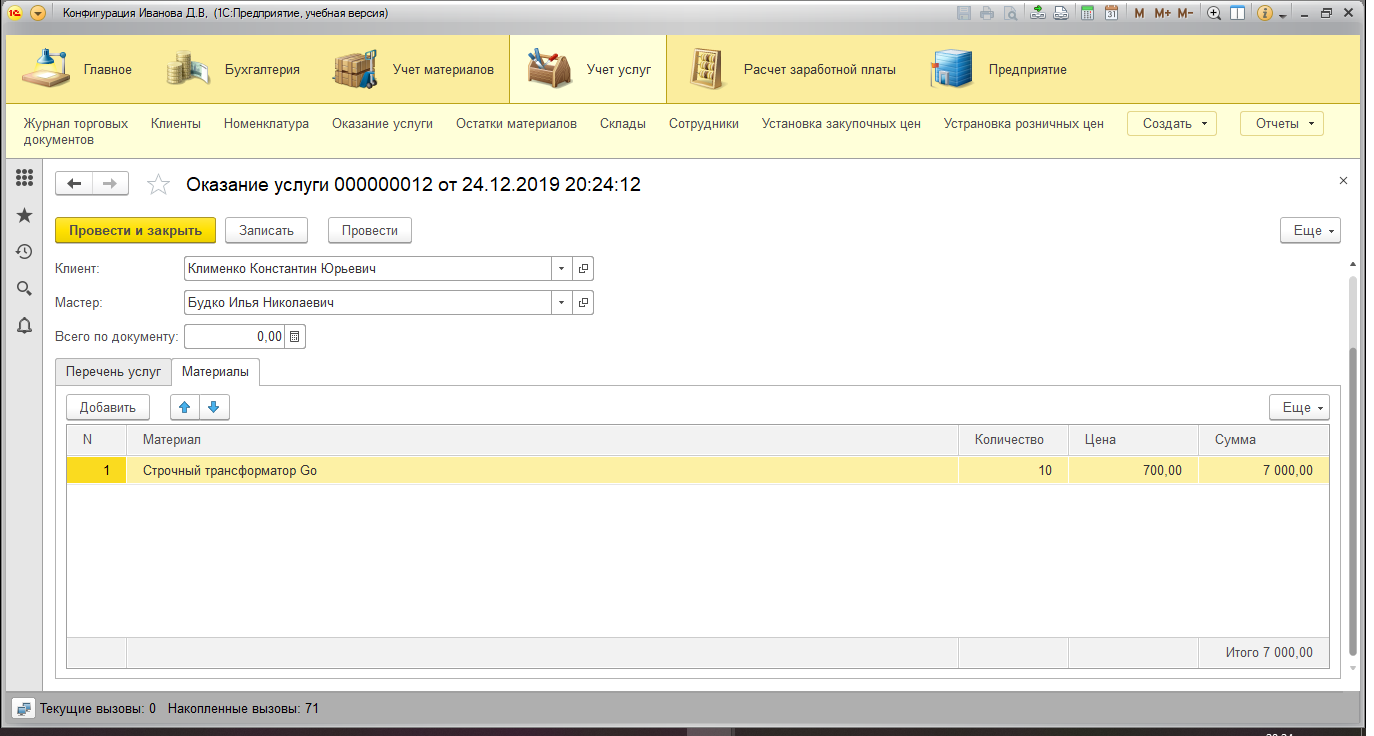 Конфигурация Иванова Д.В, (1С:Предприятие, учебная версия)
31 M M+ M-
Главное
Бухгалтерия
Учет материалов
Учет услуг
Расчет заработной платы
Предприятие
Журнал торговых документов
Клиенты
Номенклатура
Оказание услуги
Остатки материалов
Склады
Сотрудники
Установка закупочных цен
Устрановка розничных цен
Создать
Отчеты
Оказание услуги 000000012 от 24.12.2019 20:24:12
Провести и закрыть
Записать
Провести
Еще
Клиент: Клименко Константин Юрьевич
Мастер: Будко Илья Николаевич
Всего по документу: 0,00
Перечень услуг
Материалы
Добавить
Еще
N Материал Количество Цена Сумма
1 Строчный трансформатор Go 10 700,00 7 000,00
Итого 7 000,00
Текущие вызовы: 0 Накопленные вызовы: 71